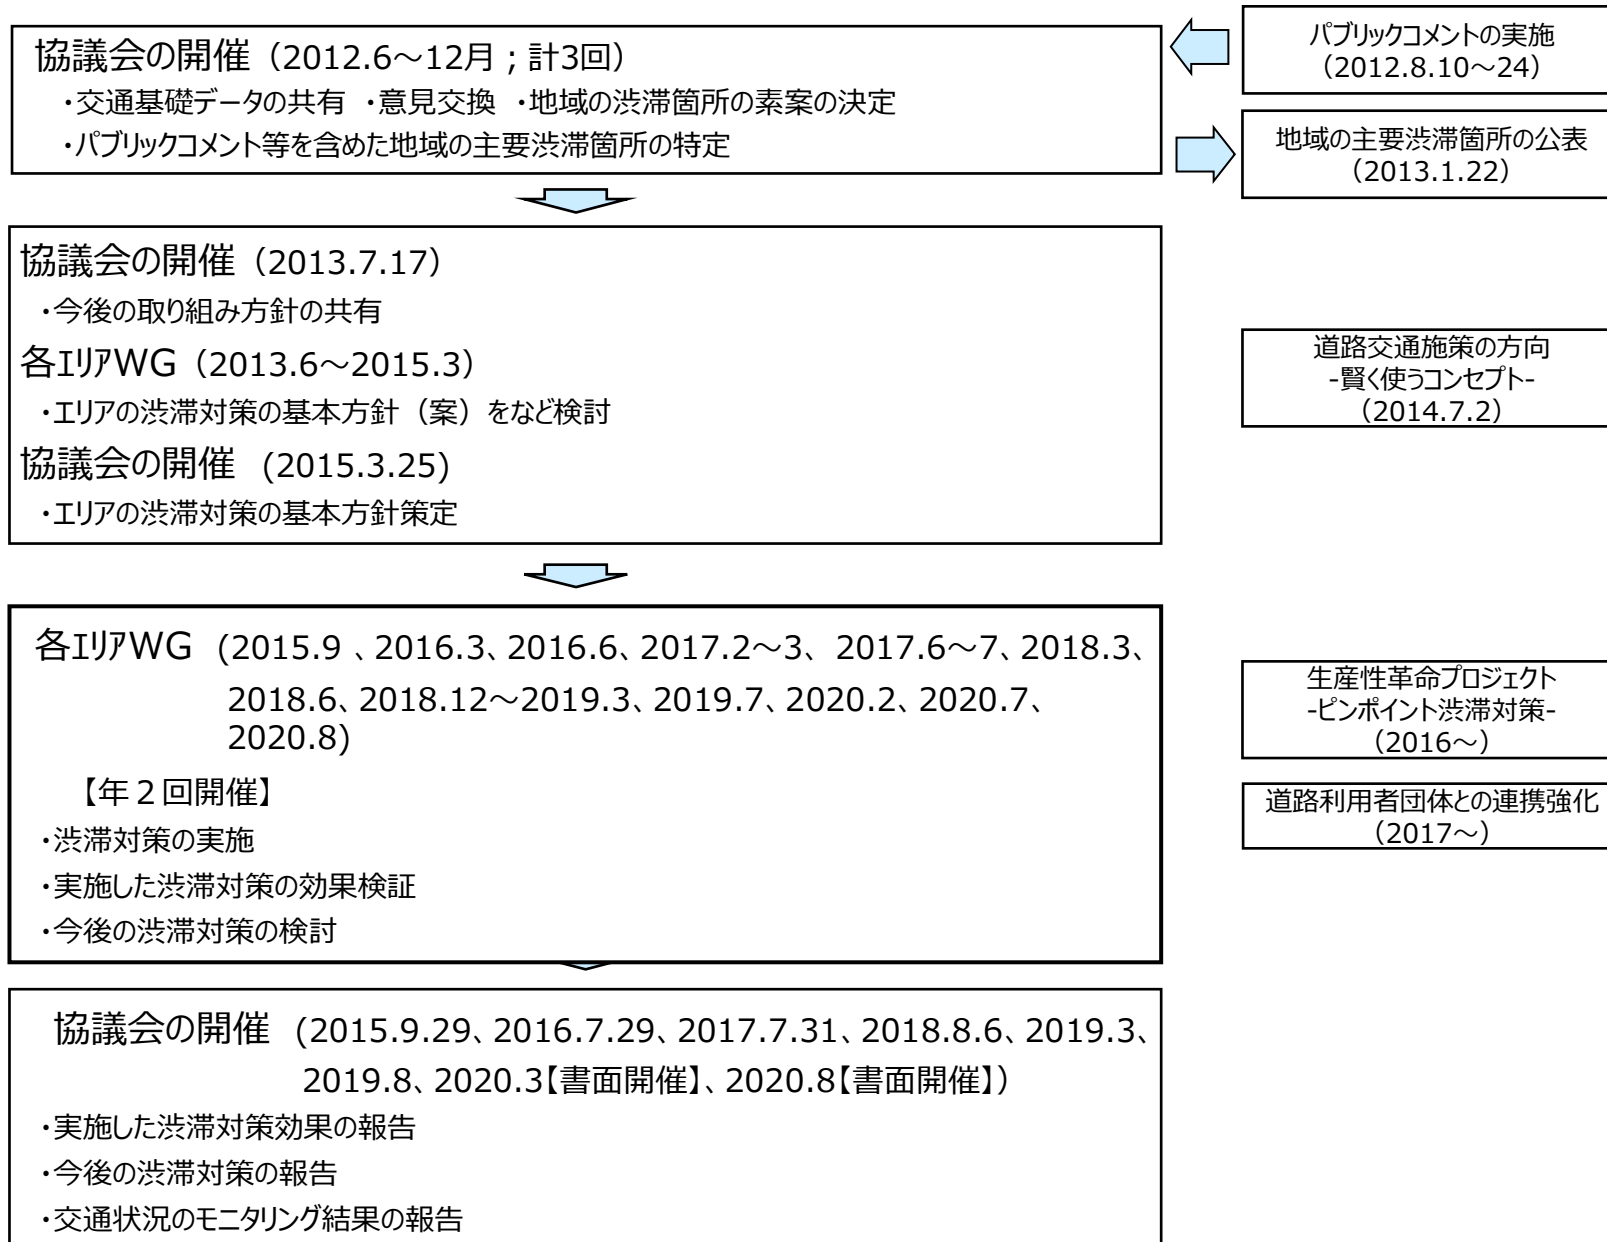 協議会の開催（2012.6～12月；計3回）
・交通基礎データの共有 ・意見交換 ・地域の渋滞箇所の素案の決定
・パブリックコメント等を含めた地域の主要渋滞箇所の特定
パブリックコメントの実施
（2012.8.10～24）
地域の主要渋滞箇所の公表
（2013.1.22）
協議会の開催（2013.7.17）
・今後の取り組み方針の共有
各エリアWG（2013.6～2015.3）
・エリアの渋滞対策の基本方針（案）をなど検討
協議会の開催 (2015.3.25)
・エリアの渋滞対策の基本方針策定
道路交通施策の方向
-賢く使うコンセプト-
（2014.7.2）
各エリアWG (2015.9 、2016.3、2016.6、2017.2～3、 2017.6～7、2018.3、
2018.6、2018.12～2019.3、2019.7、2020.2、2020.7、
2020.8)
【年２回開催】
・渋滞対策の実施
・実施した渋滞対策の効果検証
・今後の渋滞対策の検討
生産性革命プロジェクト
-ピンポイント渋滞対策-
（2016～）
道路利用者団体との連携強化
（2017～）
協議会の開催 (2015.9.29、2016.7.29、2017.7.31、2018.8.6、2019.3、
2019.8、2020.3【書面開催】、2020.8【書面開催】）
・実施した渋滞対策効果の報告
・今後の渋滞対策の報告
・交通状況のモニタリング結果の報告